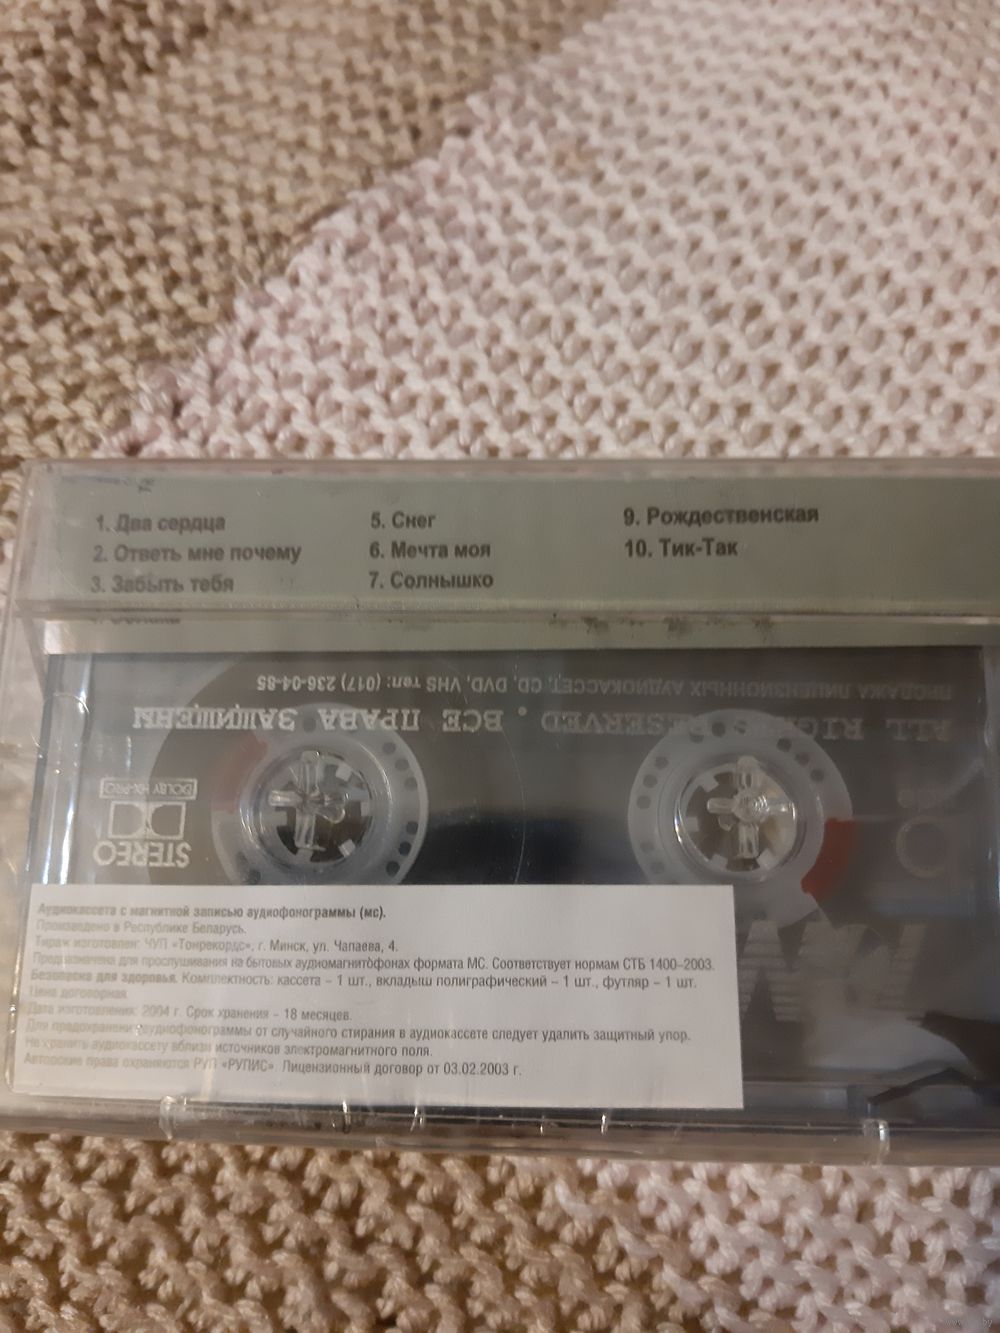 1. Два сердца
2. Ответь мне почему
3. Забыть тебя
5. Снег
6. Мечта моя
7. Солнышко
9. Рождественская
10. Тик-Так
ПРОДАЖА ЛИЦЕНЗИОННЫХ АУДИОКАССЕТ, CD, DVD, VHS тел: (017) 236-04-85
ALL RIGHTS RESERVED . ВСЕ ПРАВА ЗАЩИЩЕНЫ
DOLBY HX-PRO
STEREO
Аудиокассета с магнитной записью аудиофонограммы (мс).
Произведено в Республике Беларусь.
Тираж изготовлен: ЧУП «Тонрекордс», г. Минск, ул. Чапаева, 4.
Предназначена для прослушивания на бытовых аудиомагнитофонах формата МС. Соответствует нормам СТБ 1400–2003.
Безопасна для здоровья. Комплектность: кассета – 1 шт., вкладыш полиграфический – 1 шт., футляр – 1 шт.
Цена договорная.
Дата изготовления: 2004 г. Срок хранения – 18 месяцев.
Для предохранения аудиофонограммы от случайного стирания в аудиокассете следует удалить защитный упор.
Не хранить аудиокассету вблизи источников электромагнитного поля.
Авторские права охраняются РУП «РУПИС». Лицензионный договор от 03.02.2003 г.